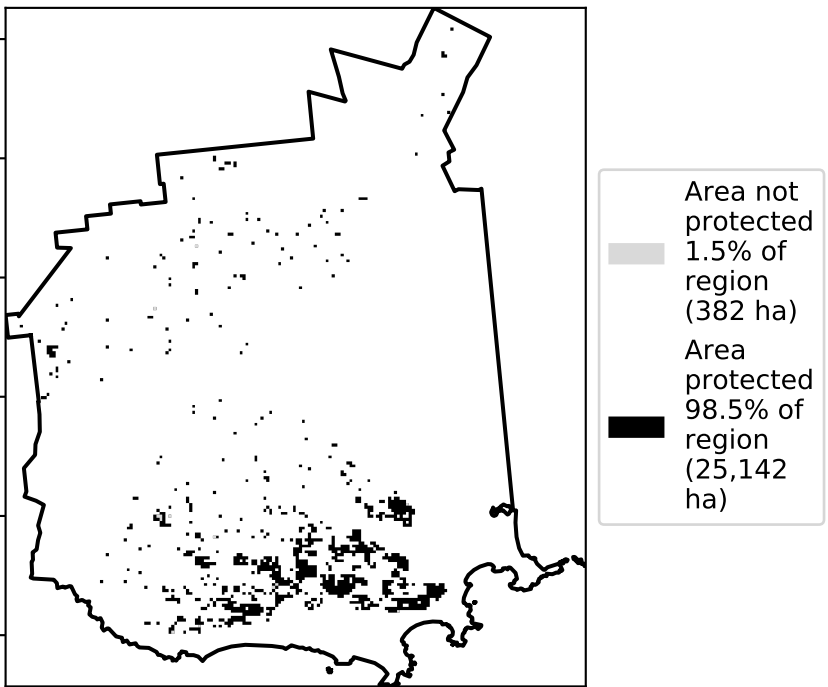 Area not
protected
1.5% of
region
(382 ha)
Area
protected
98.5% of
region
(25,142
ha)